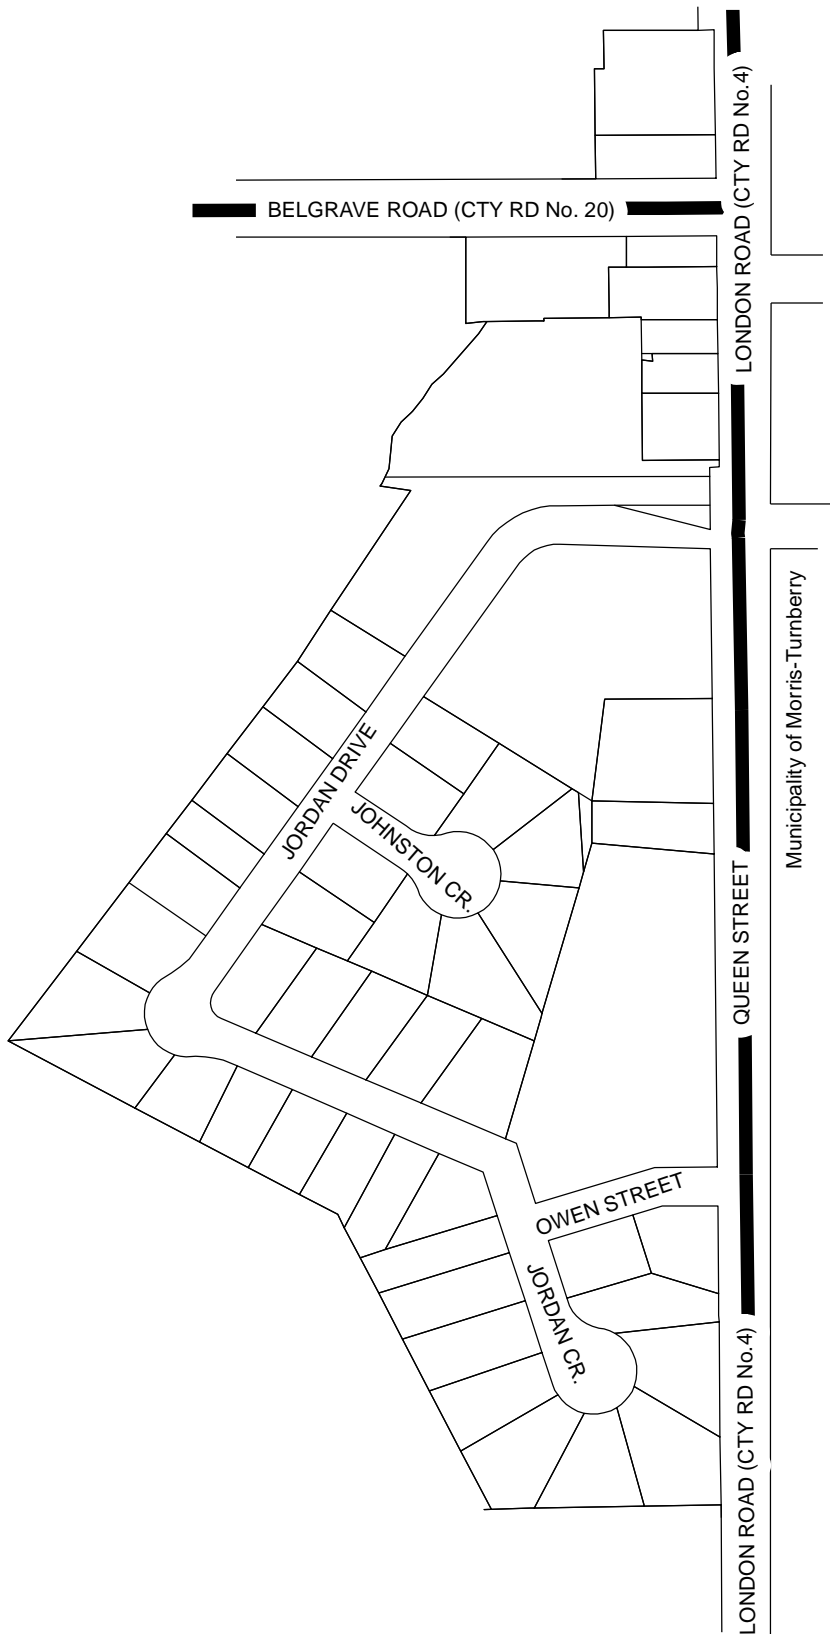 LONDON ROAD (CTY RD No.4)
BELGRAVE ROAD (CTY RD No. 20)
Municipality of Morris-Turnberry
JORDAN DRIVE
JOHNSTON CR.
QUEEN STREET
OWEN STREET
JORDAN CR.
LONDON ROAD (CTY RD No.4)